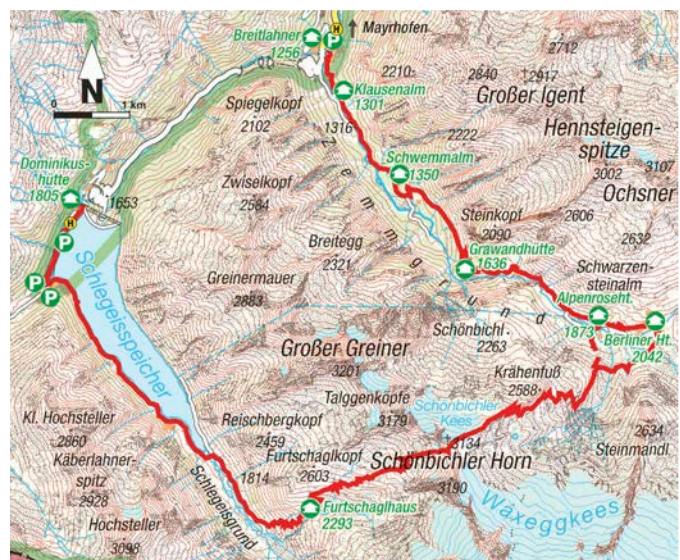 Breitlahner
1256
P
H
Mayrhofen
Klausenalm
1301
2210
2840
2917
2712
Großer Igent
Hennsteigen-
spitze
3002
3107
Ochsner
N
0
1 km
Spiegelkopf
2102
1316
2222
Schwemmalm
1350
Dominikus-
hütte
1805
1653
H
P
P
P
Zwiselkopf
2584
Zemmgrund
Steinkopf
2090
2606
2632
Breitegg
2321
Grawandhütte
1636
Schwarzen-
steinalm
Schlegeisspeicher
Greinermauer
2883
Alpenroseht.
1873
Berliner Ht.
2042
Schönbichl
2263
Großer Greiner
3201
Krähenfuß
2588
Talggenköpfe
3179
Schönbichler
Kees
Kl. Hochsteller
2860
Reischbergkopf
2459
3134
2634
Steinmandl
Käberlahner-
spitz
2928
1814
Furtschaglkopf
2603
Schönbichler Horn
3190
Schlegeisgrund
Waxeggkees
Hochsteller
3098
Furtschaglhaus
2293